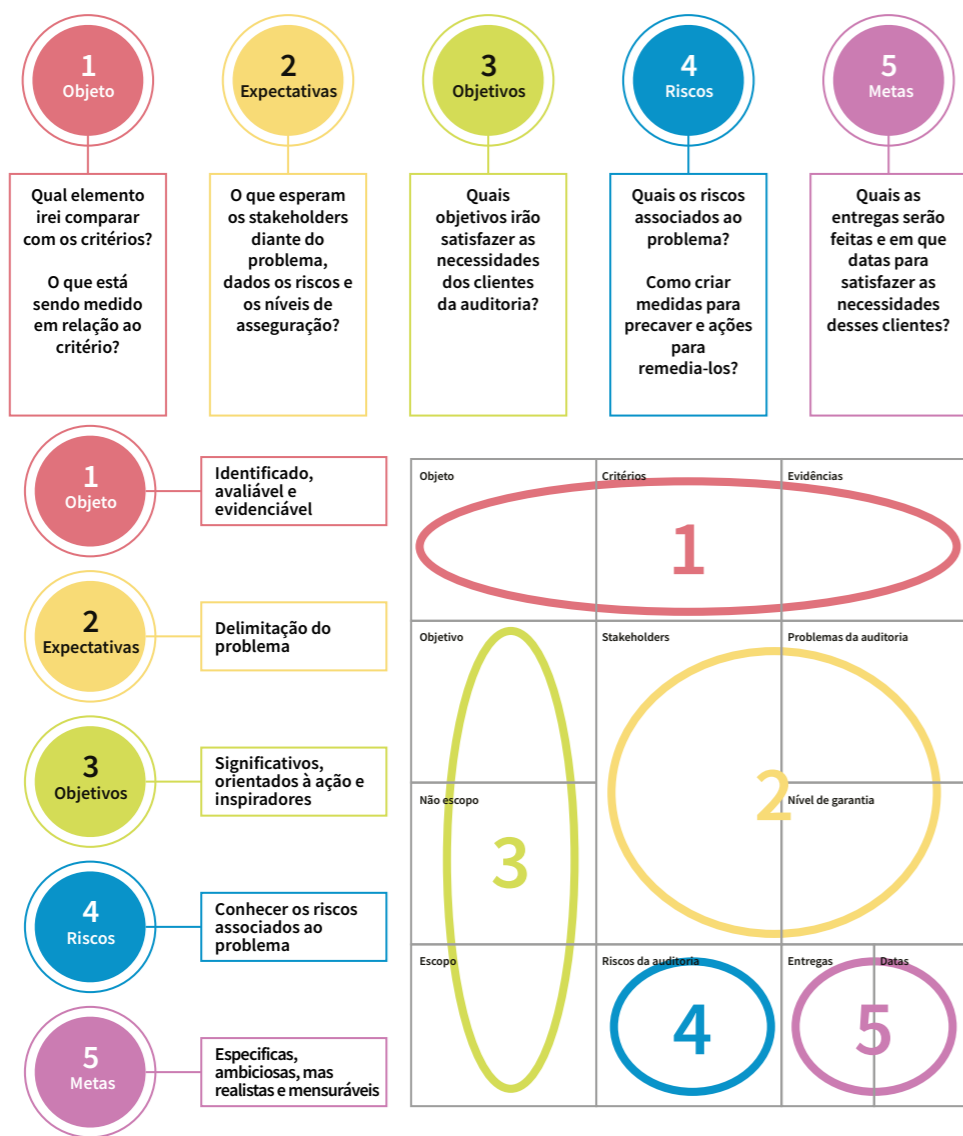 1
Objeto
2
Expectativas
3
Objetivos
4
Riscos
5
Metas
Qual elemento
irei comparar
com os critérios?
O que está
sendo medido
em relação ao
critério?
O que esperam
os stakeholders
diante do
problema,
dados os riscos e
os níveis de
asseguração?
Quais
objetivos irão
satisfazer as
necessidades
dos clientes
da auditoria?
Quais os riscos
associados ao
problema?
Como criar
medidas para
precaver e ações
para
remedia-los?
Quais as
entregas serão
feitas e em que
datas para
satisfazer as
necessidades
desses clientes?
1
Objeto
Identificado,
avaliável e
evidenciável
2
Expectativas
Delimitação do
problema
3
Objetivos
Significativos,
orientados à ação e
inspiradores
4
Riscos
Conhecer os riscos
associados ao
problema
5
Metas
Especificas,
ambiciosas, mas
realistas e mensuráveis
Objeto
Critérios
Evidências
1
Objetivo
Stakeholders
Problemas da auditoria
2
Não escopo
Nível de garantia
3
Escopo
Riscos da auditoria
Entregas
Datas
4
5